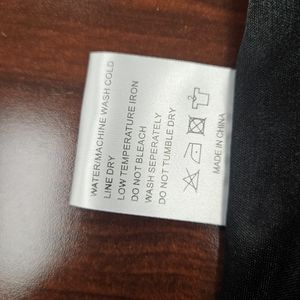 WATER/MACHINE WASH COLD
LINE DRY
LOW TEMPERATURE IRON
DO NOT BLEACH
WASH SEPERATELY
DO NOT TUMBLE DRY
MADE IN CHINA